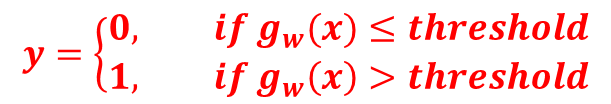 y = {0, if g_w(x) ≤ threshold
1, if g_w(x) > threshold